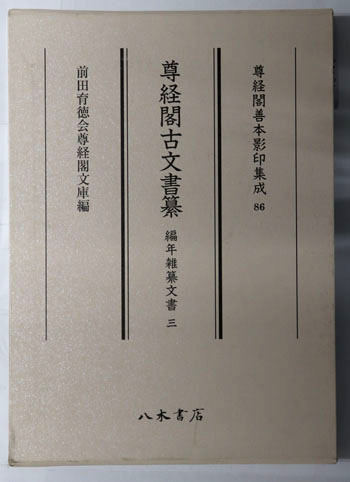 尊経閣善本影印集成 86
尊経閣古文書纂 編年雑纂文書 三
前田育徳会尊経閣文庫編
八木書店